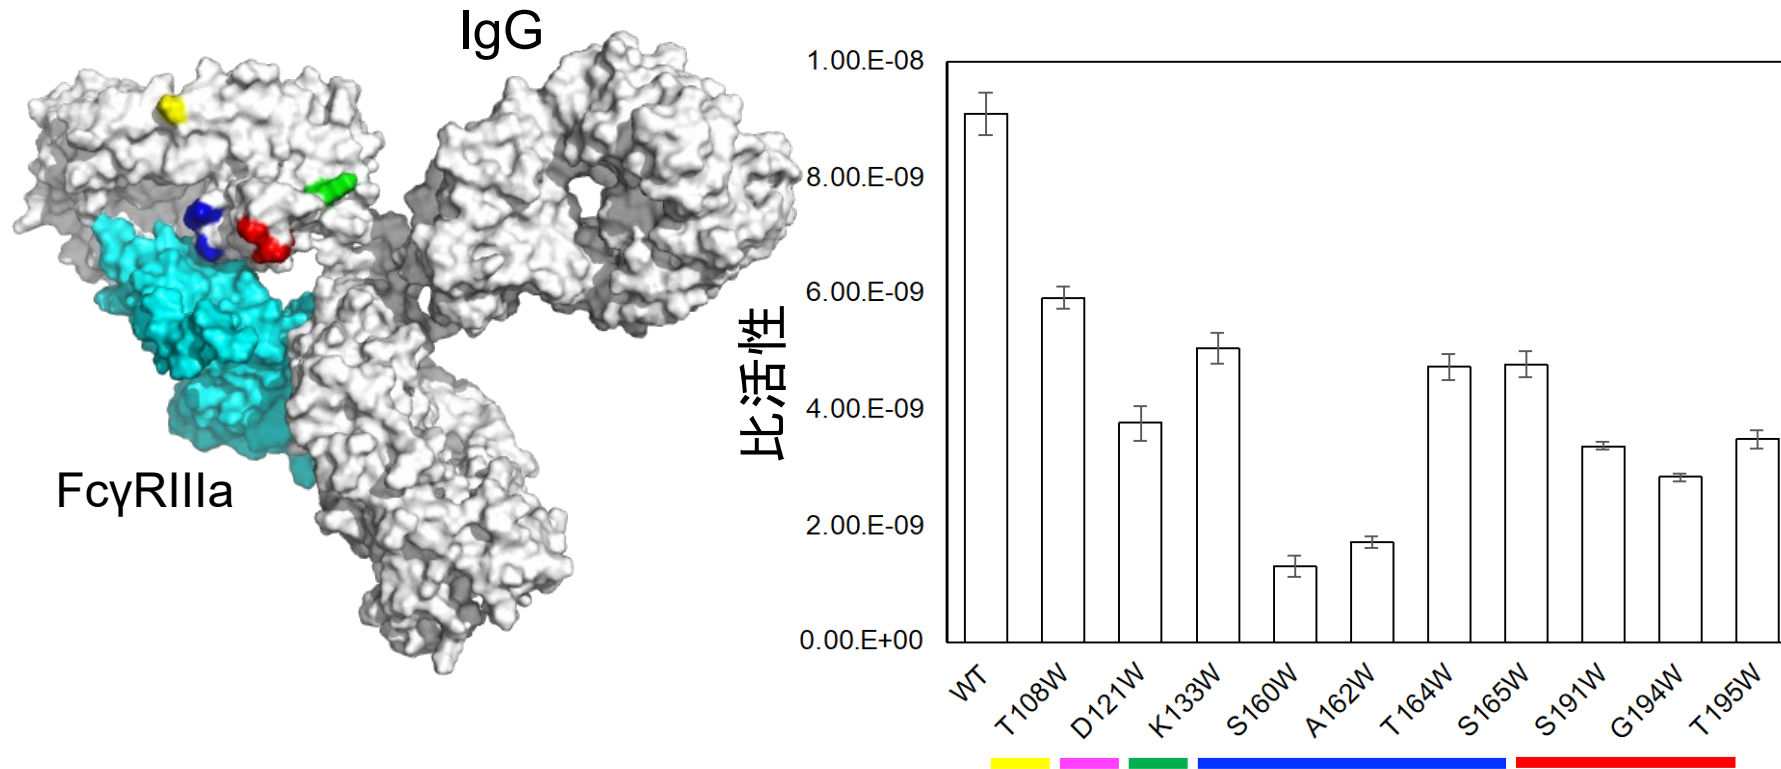 IgG
FcγRIIIa
比活性
1.00.E-08
8.00.E-09
6.00.E-09
4.00.E-09
2.00.E-09
0.00.E+00
WT
T108W
D121W
K133W
S160W
A162W
T164W
S165W
S191W
G194W
T195W